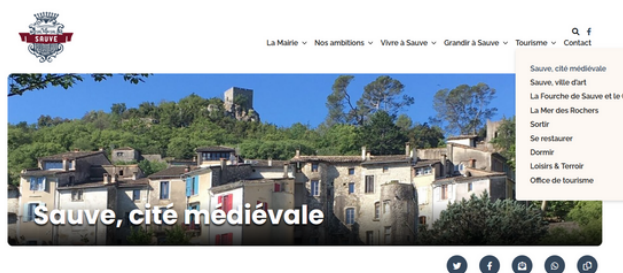 SAUVE
La Mairie Nos ambitions Vivre à Sauve Grandir à Sauve Tourisme Contact
Sauve, cité médiévale
Sauve, ville d'art
La Fourche de Sauve et le
La Mer des Rochers
Sortir
Se restaurer
Dormir
Loisirs & Terroir
Office de tourisme
Sauve, cité médiévale